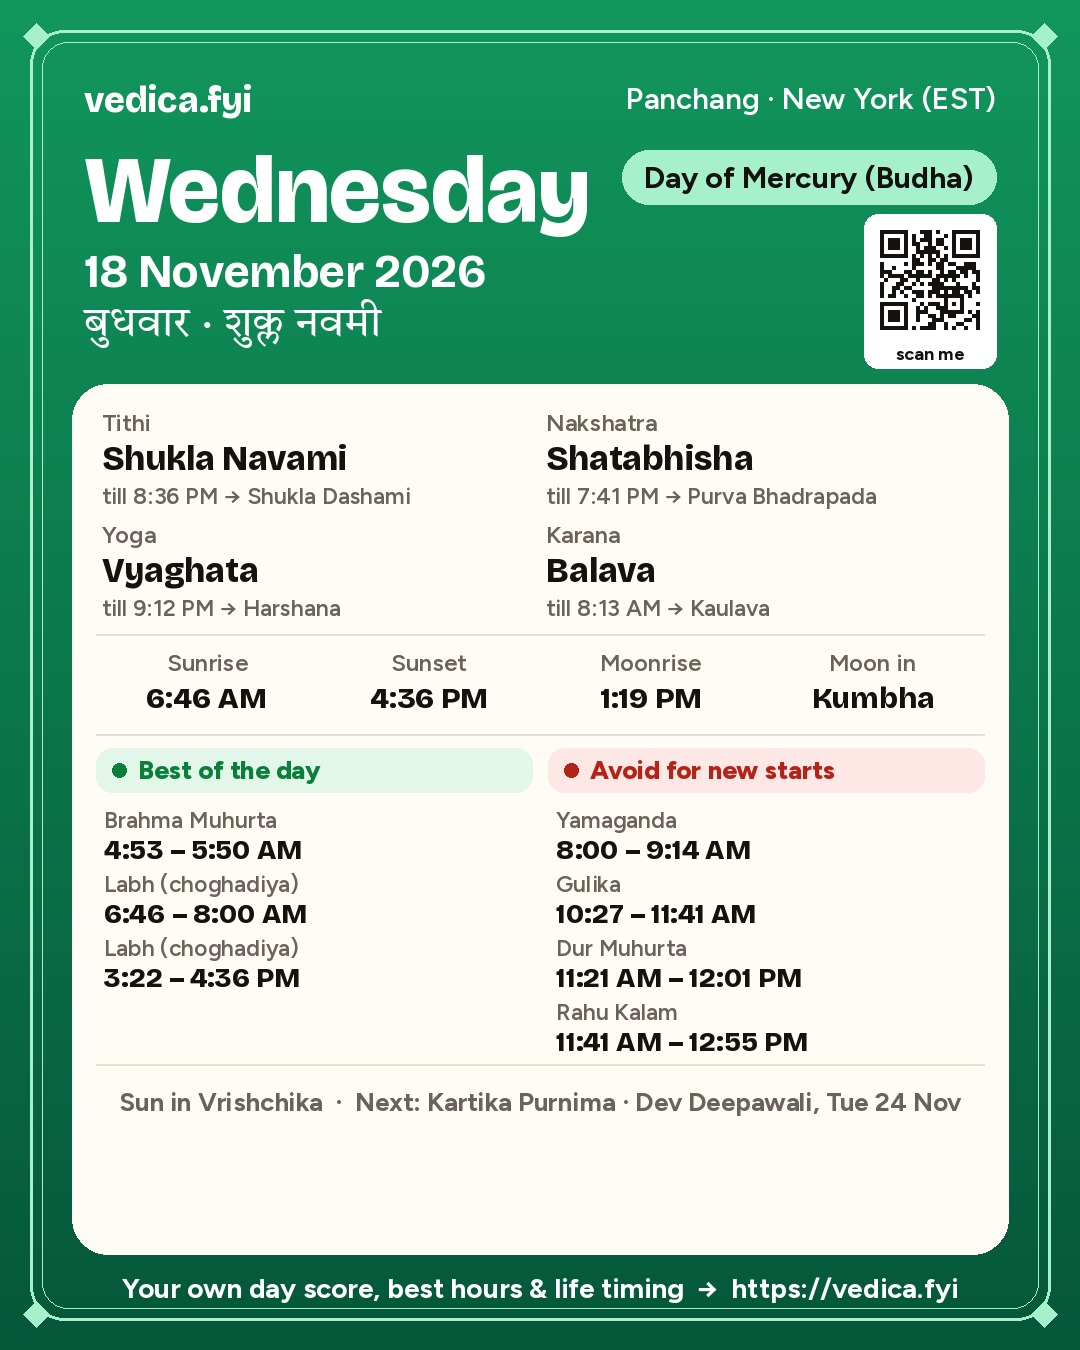 vedica.fyi
Panchang · New York (EST)
Wednesday
Day of Mercury (Budha)
18 November 2026
बुधवार · शुक्ल नवमी
scan me
Tithi
Shukla Navami
till 8:36 PM → Shukla Dashami
Nakshatra
Shatabhisha
till 7:41 PM → Purva Bhadrapada
Yoga
Vyaghata
till 9:12 PM → Harshana
Karana
Balava
till 8:13 AM → Kaulava
Sunrise
6:46 AM
Sunset
4:36 PM
Moonrise
1:19 PM
Moon in
Kumbha
Best of the day
Brahma Muhurta
4:53 – 5:50 AM
Labh (choghadiya)
6:46 – 8:00 AM
Labh (choghadiya)
3:22 – 4:36 PM
Avoid for new starts
Yamaganda
8:00 – 9:14 AM
Gulika
10:27 – 11:41 AM
Dur Muhurta
11:21 AM – 12:01 PM
Rahu Kalam
11:41 AM – 12:55 PM
Sun in Vrishchika · Next: Kartika Purnima · Dev Deepawali, Tue 24 Nov
Your own day score, best hours & life timing → https://vedica.fyi